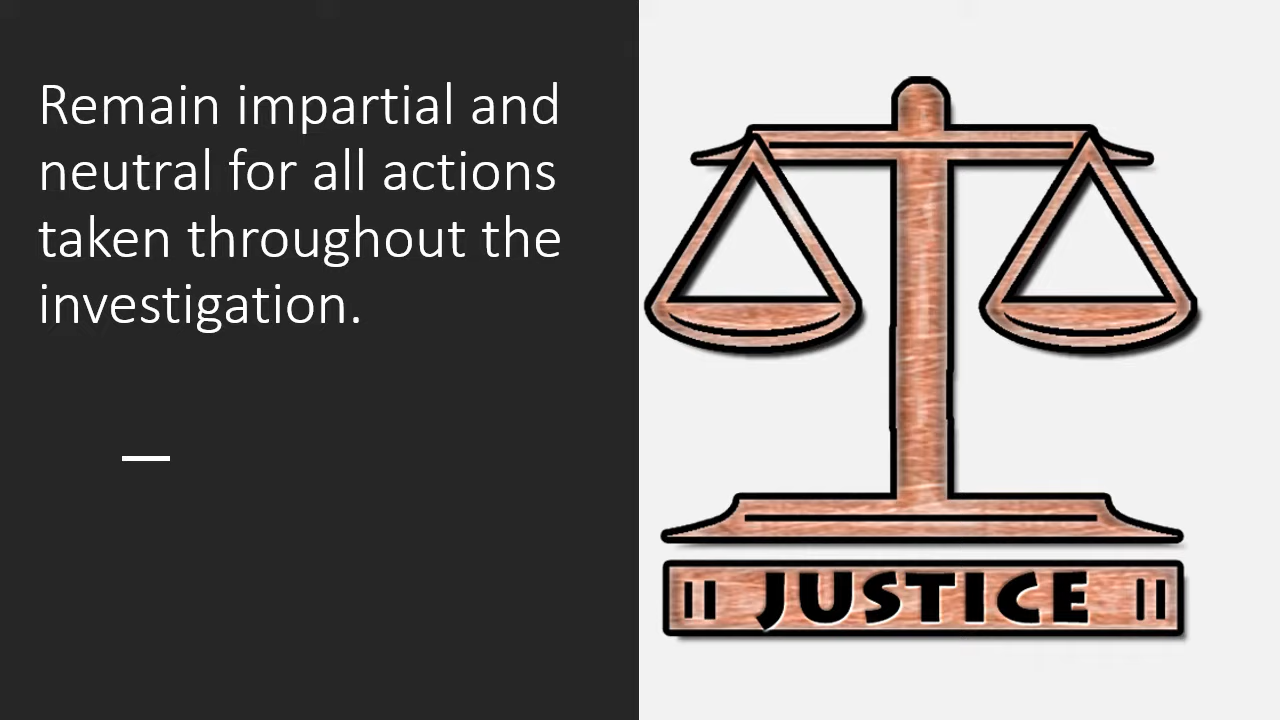 Remain impartial and
neutral for all actions
taken throughout the
investigation.
JUSTICE